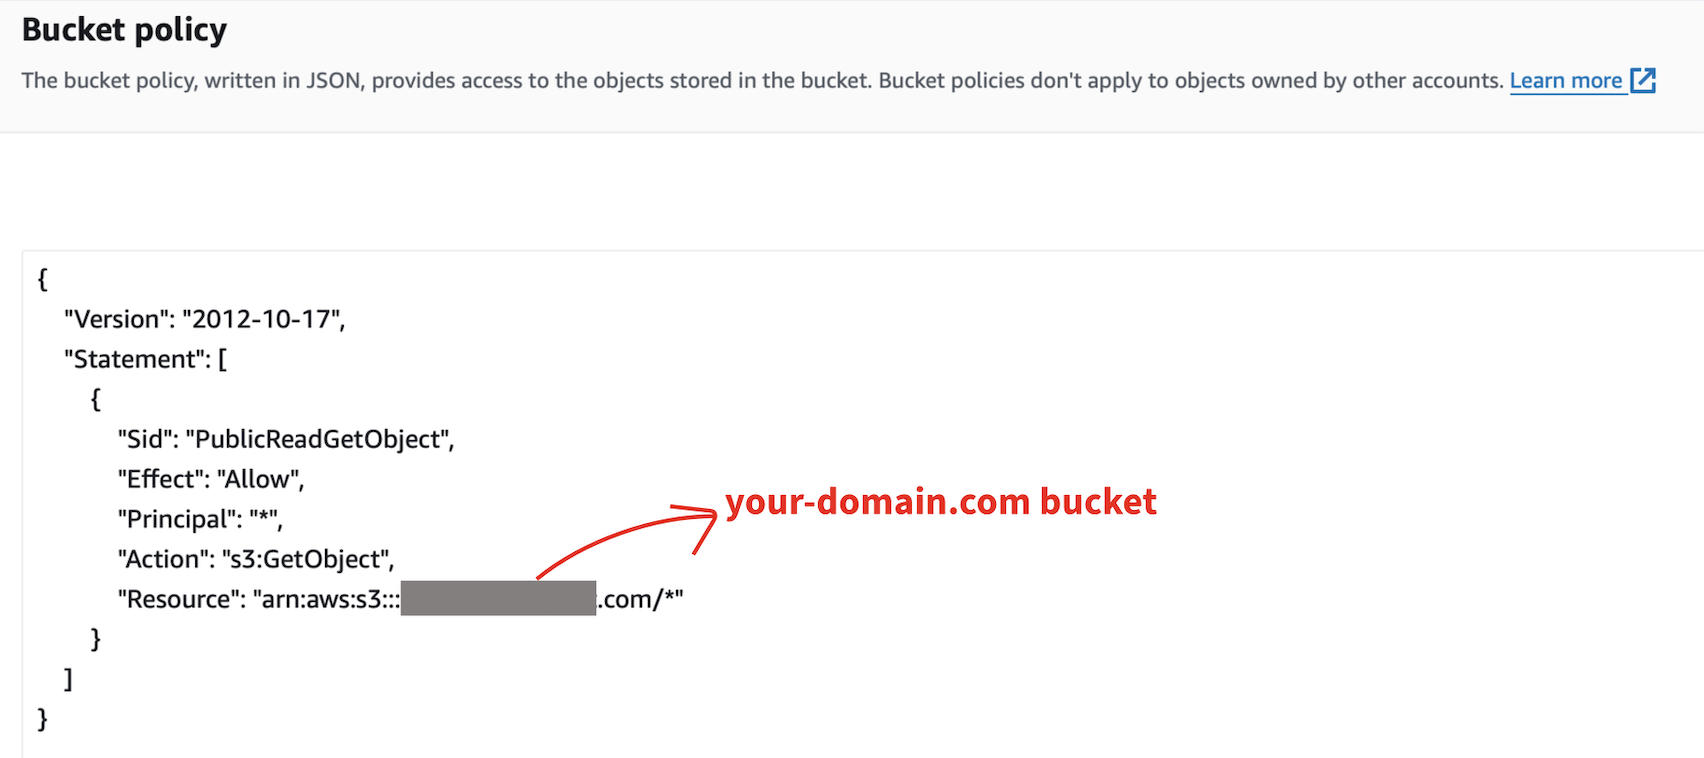 Bucket policy
The bucket policy, written in JSON, provides access to the objects stored in the bucket. Bucket policies don't apply to objects owned by other accounts. Learn more
{
"Version": "2012-10-17",
"Statement": [
{
"Sid": "PublicReadGetObject",
"Effect": "Allow",
your-domain.com bucket
"Principal": "*",
"Action": "s3:GetObject",
"Resource": "arn:aws:s3::: .com/*"
}
]
}